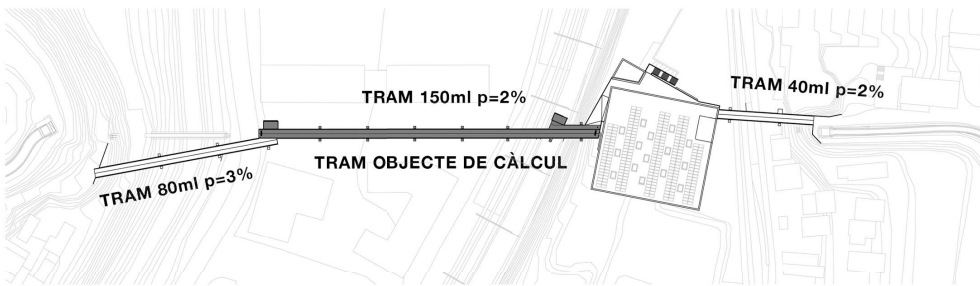 TRAM 150ml p=2%
TRAM 40ml p=2%
TRAM OBJECTE DE CÀLCUL
TRAM 80ml p=3%